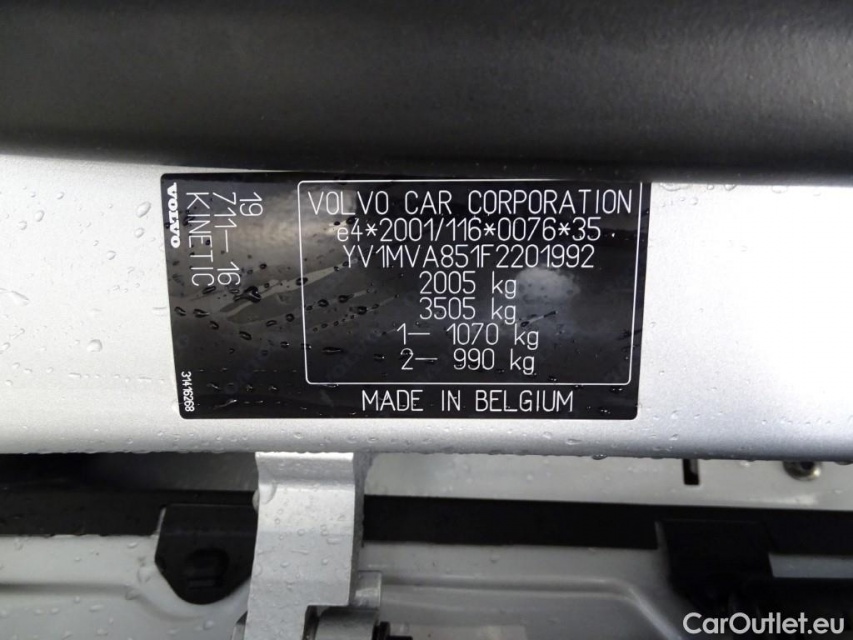 VOLVO
19
711-16
KINETIC
31416268
VOLVO CAR CORPORATION
e4*2001/116*0076*35
YV1MVA851F2201992
2005 kg
3505 kg
1- 1070 kg
2- 990 kg
MADE IN BELGIUM
CarOutlet.eu